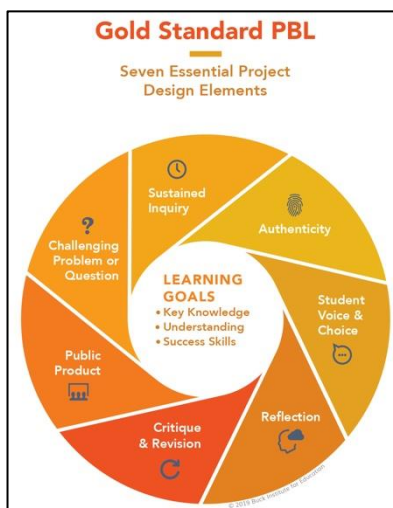 Gold Standard PBL
Seven Essential Project
Design Elements
Challenging
Problem or
Question
Sustained
Inquiry
Authenticity
Student
Voice &
Choice
Reflection
Critique
& Revision
Public
Product
LEARNING
GOALS
• Key Knowledge
• Understanding
• Success Skills
© 2019 Buck Institute for Education